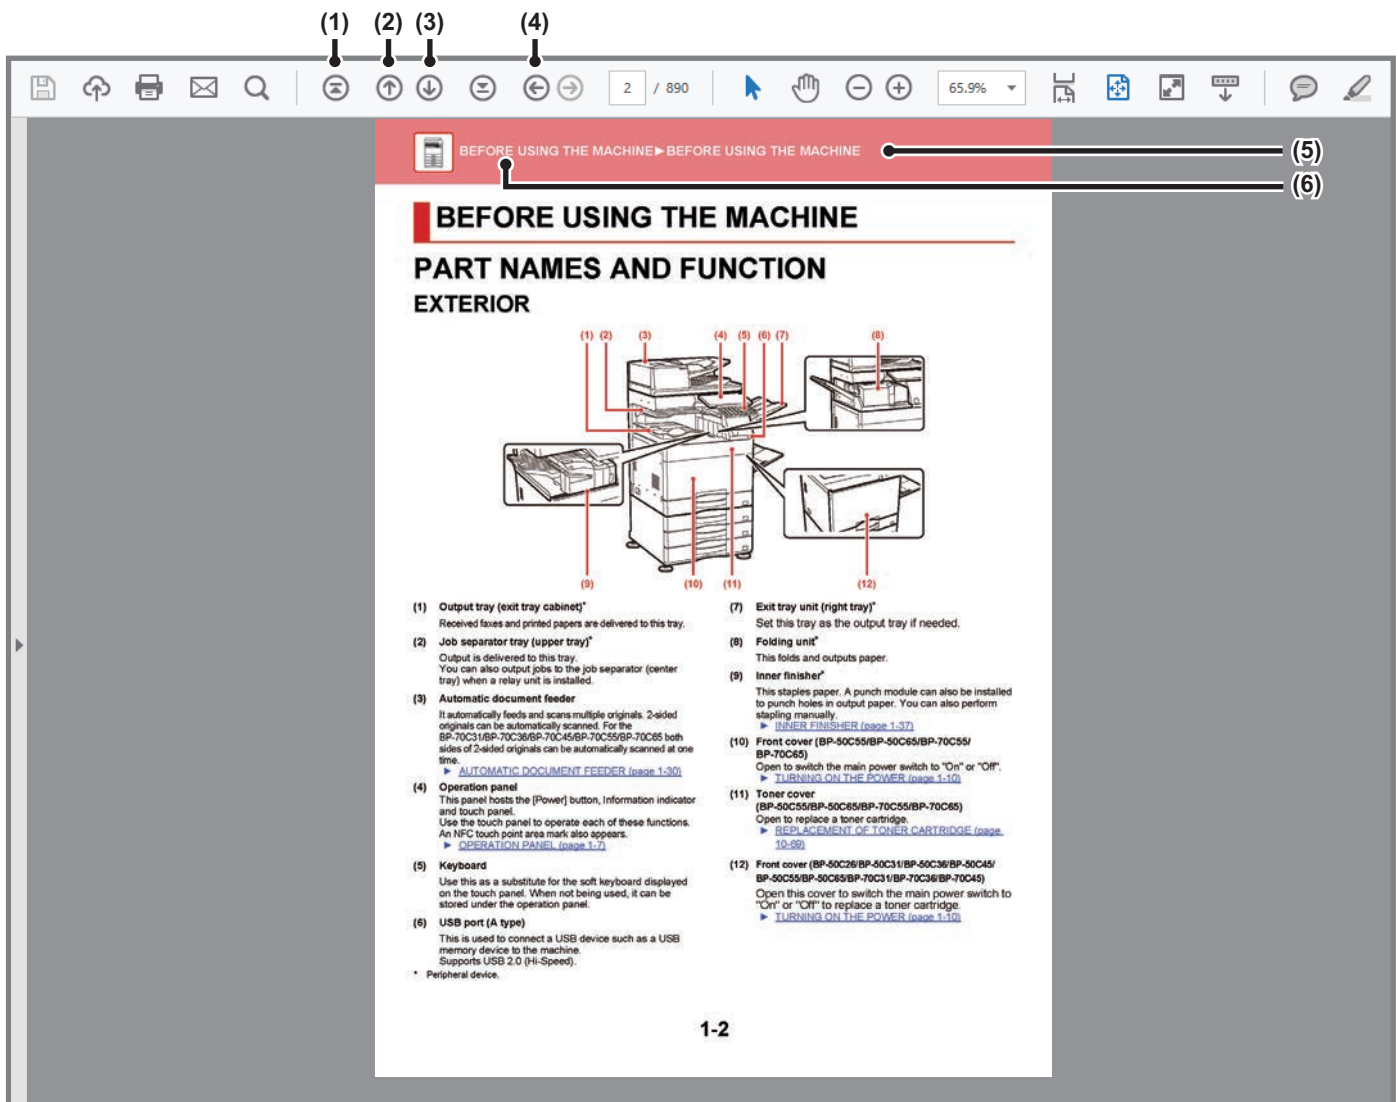 (1) (2) (3) (4)
2 / 890 65.9%
BEFORE USING THE MACHINE►BEFORE USING THE MACHINE
(5)
(6)
BEFORE USING THE MACHINE
PART NAMES AND FUNCTION
EXTERIOR
(1) (2) (3) (4) (5) (6) (7) (8)
(9) (10) (11) (12)
(1) Output tray (exit tray cabinet)*
Received faxes and printed papers are delivered to this tray.
(2) Job separator tray (upper tray)*
Output is delivered to this tray.
You can also output jobs to the job separator (center
tray) when a relay unit is installed.
(3) Automatic document feeder
It automatically feeds and scans multiple originals. 2-sided
originals can be automatically scanned. For the
BP-70C31/BP-70C36/BP-70C45/BP-70C55/BP-70C65 both
sides of 2-sided originals can be automatically scanned at one
time.
► AUTOMATIC DOCUMENT FEEDER (page 1-30)
(4) Operation panel
This panel hosts the [Power] button, Information indicator
and touch panel.
Use the touch panel to operate each of these functions.
An NFC touch point area mark also appears.
► OPERATION PANEL (page 1-7)
(5) Keyboard
Use this as a substitute for the soft keyboard displayed
on the touch panel. When not being used, it can be
stored under the operation panel.
(6) USB port (A type)
This is used to connect a USB device such as a USB
memory device to the machine.
Supports USB 2.0 (Hi-Speed).
* Peripheral device.
(7) Exit tray unit (right tray)*
Set this tray as the output tray if needed.
(8) Folding unit*
This folds and outputs paper.
(9) Inner finisher*
This staples paper. A punch module can also be installed
to punch holes in output paper. You can also perform
stapling manually.
► INNER FINISHER (page 1-37)
(10) Front cover (BP-50C55/BP-50C65/BP-70C55/
BP-70C65)
Open to switch the main power switch to "On" or "Off".
► TURNING ON THE POWER (page 1-10)
(11) Toner cover
(BP-50C55/BP-50C65/BP-70C55/BP-70C65)
Open to replace a toner cartridge.
► REPLACEMENT OF TONER CARTRIDGE (page
10-69)
(12) Front cover (BP-50C26/BP-50C31/BP-50C36/BP-50C45/
BP-50C55/BP-50C65/BP-70C31/BP-70C36/BP-70C45)
Open this cover to switch the main power switch to
"On" or "Off" to replace a toner cartridge.
► TURNING ON THE POWER (page 1-10)
1-2